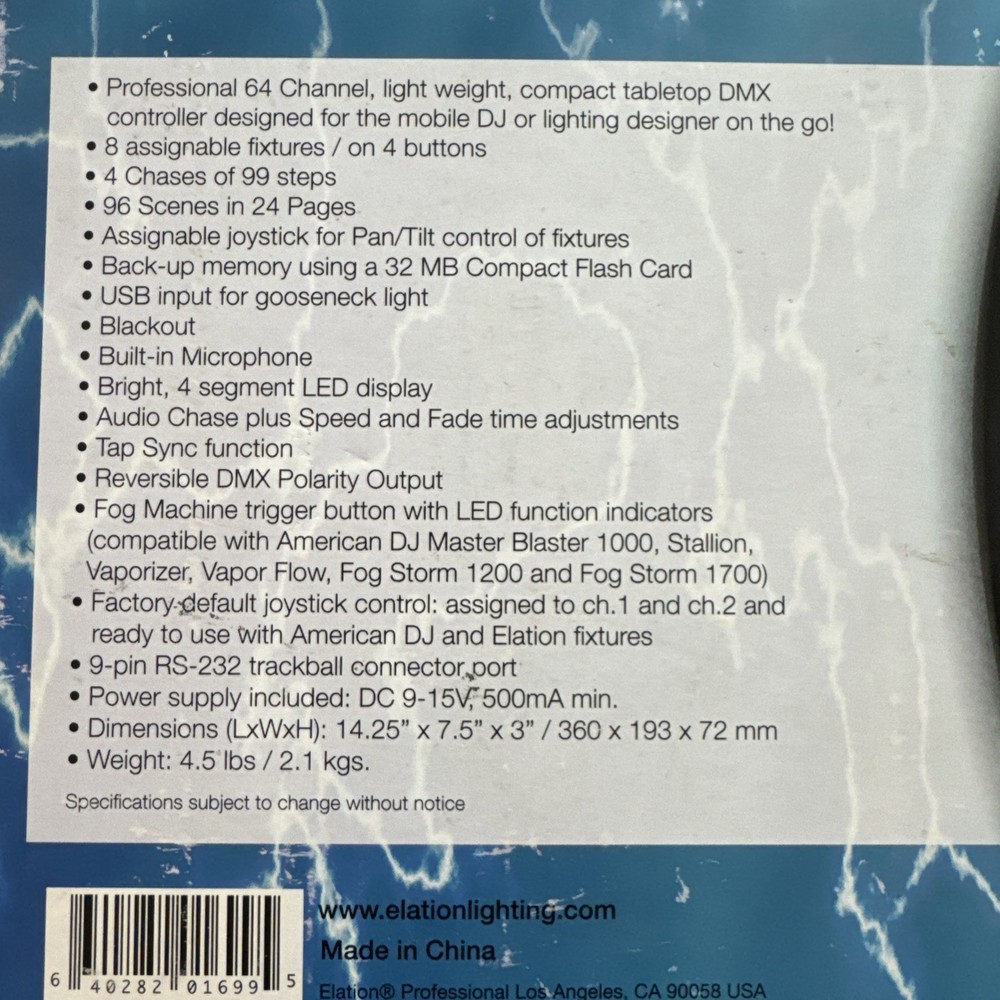 • Professional 64 Channel, light weight, compact tabletop DMX
controller designed for the mobile DJ or lighting designer on the go!
• 8 assignable fixtures / on 4 buttons
• 4 Chases of 99 steps
• 96 Scenes in 24 Pages
• Assignable joystick for Pan/Tilt control of fixtures
• Back-up memory using a 32 MB Compact Flash Card
• USB input for gooseneck light
• Blackout
• Built-in Microphone
• Bright, 4 segment LED display
• Audio Chase plus Speed and Fade time adjustments
• Tap Sync function
• Reversible DMX Polarity Output
• Fog Machine trigger button with LED function indicators
(compatible with American DJ Master Blaster 1000, Stallion,
Vaporizer, Vapor Flow, Fog Storm 1200 and Fog Storm 1700)
• Factory-default joystick control: assigned to ch.1 and ch.2 and
ready to use with American DJ and Elation fixtures
• 9-pin RS-232 trackball connector port
• Power supply included: DC 9-15V, 500mA min.
• Dimensions (LxWxH): 14.25” x 7.5” x 3” / 360 x 193 x 72 mm
• Weight: 4.5 lbs / 2.1 kgs.
Specifications subject to change without notice
www.elationlighting.com
Made in China
Elation® Professional Los Angeles, CA 90058 USA
6 40282 01699 5